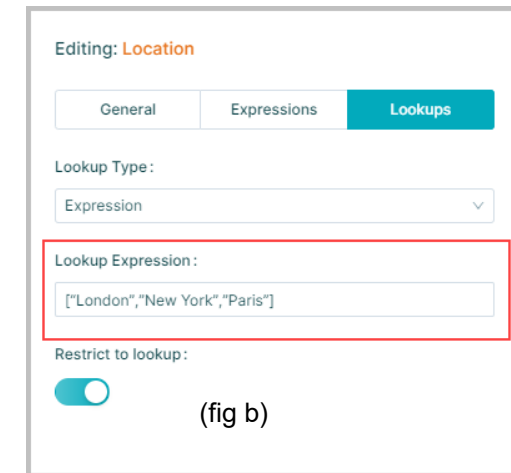 Editing: Location
General Expressions Lookups
Lookup Type:
Expression
Lookup Expression:
["London","New York","Paris"]
Restrict to lookup:
(fig b)